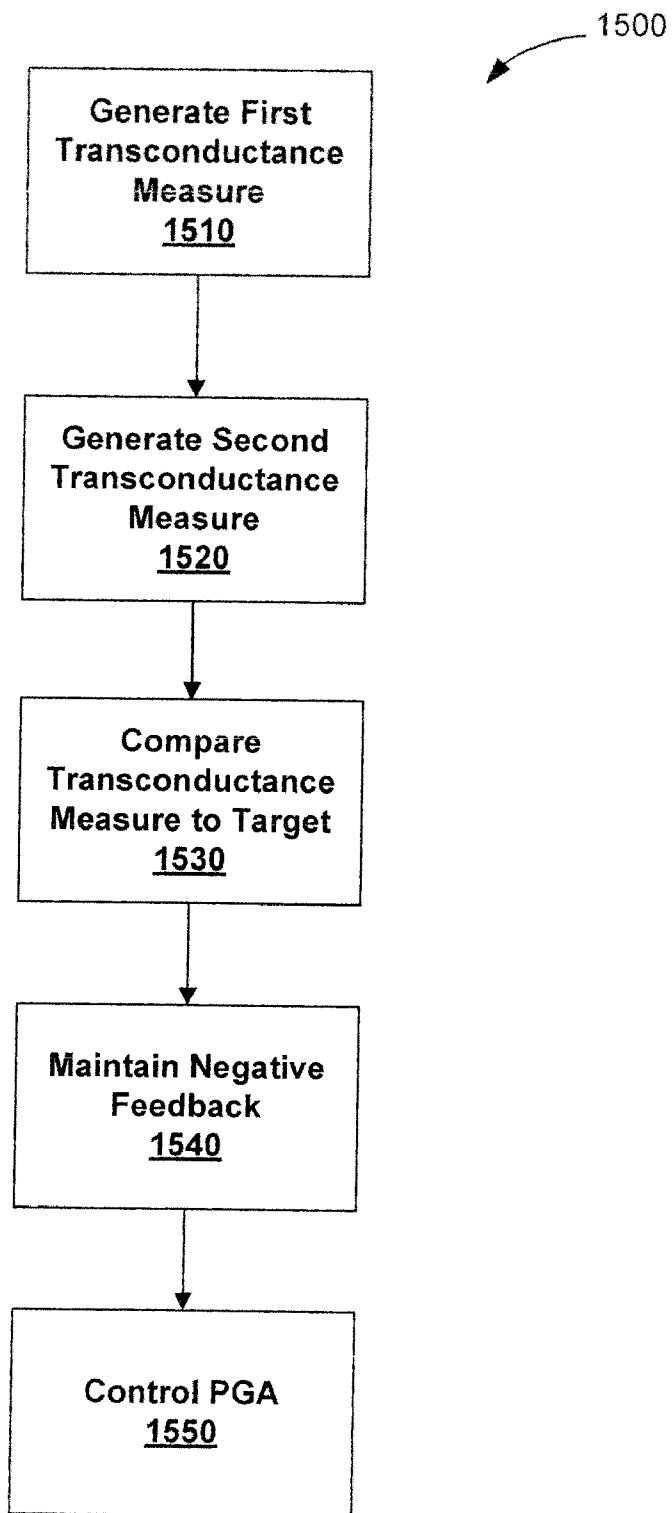 1500
Generate First
Transconductance
Measure
1510
Generate Second
Transconductance
Measure
1520
Compare
Transconductance
Measure to Target
1530
Maintain Negative
Feedback
1540
Control PGA
1550